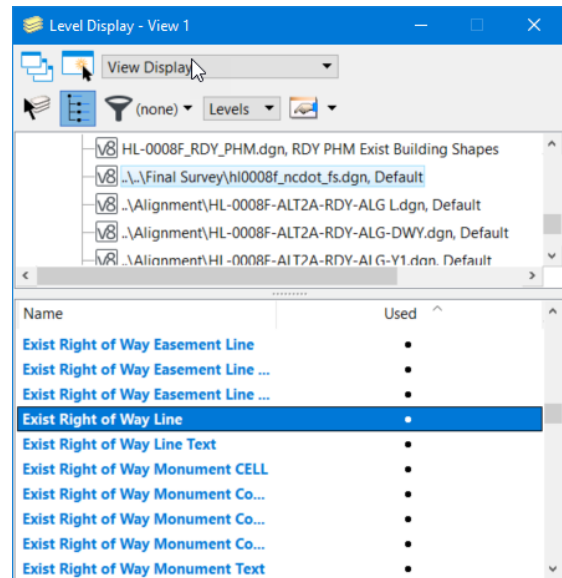 Level Display - View 1
View Display
(none) Levels
V8 HL-0008F_RDY_PHM.dgn, RDY PHM Exist Building Shapes
V8 ..\..\Final Survey\hl0008f_ncdot_fs.dgn, Default
V8 ..\Alignment\HL-0008F-ALT2A-RDY-ALG L.dgn, Default
V8 ..\Alignment\HL-0008F-ALT2A-RDY-ALG-DWY.dgn, Default
V8 ..\Alignment\HL-0008F-ALT2A-RDY-ALG-Y1.dgn, Default
Name Used
Exist Right of Way Easement Line
Exist Right of Way Easement Line ...
Exist Right of Way Easement Line ...
Exist Right of Way Line
Exist Right of Way Line Text
Exist Right of Way Monument CELL
Exist Right of Way Monument Co...
Exist Right of Way Monument Co...
Exist Right of Way Monument Co...
Exist Right of Way Monument Text